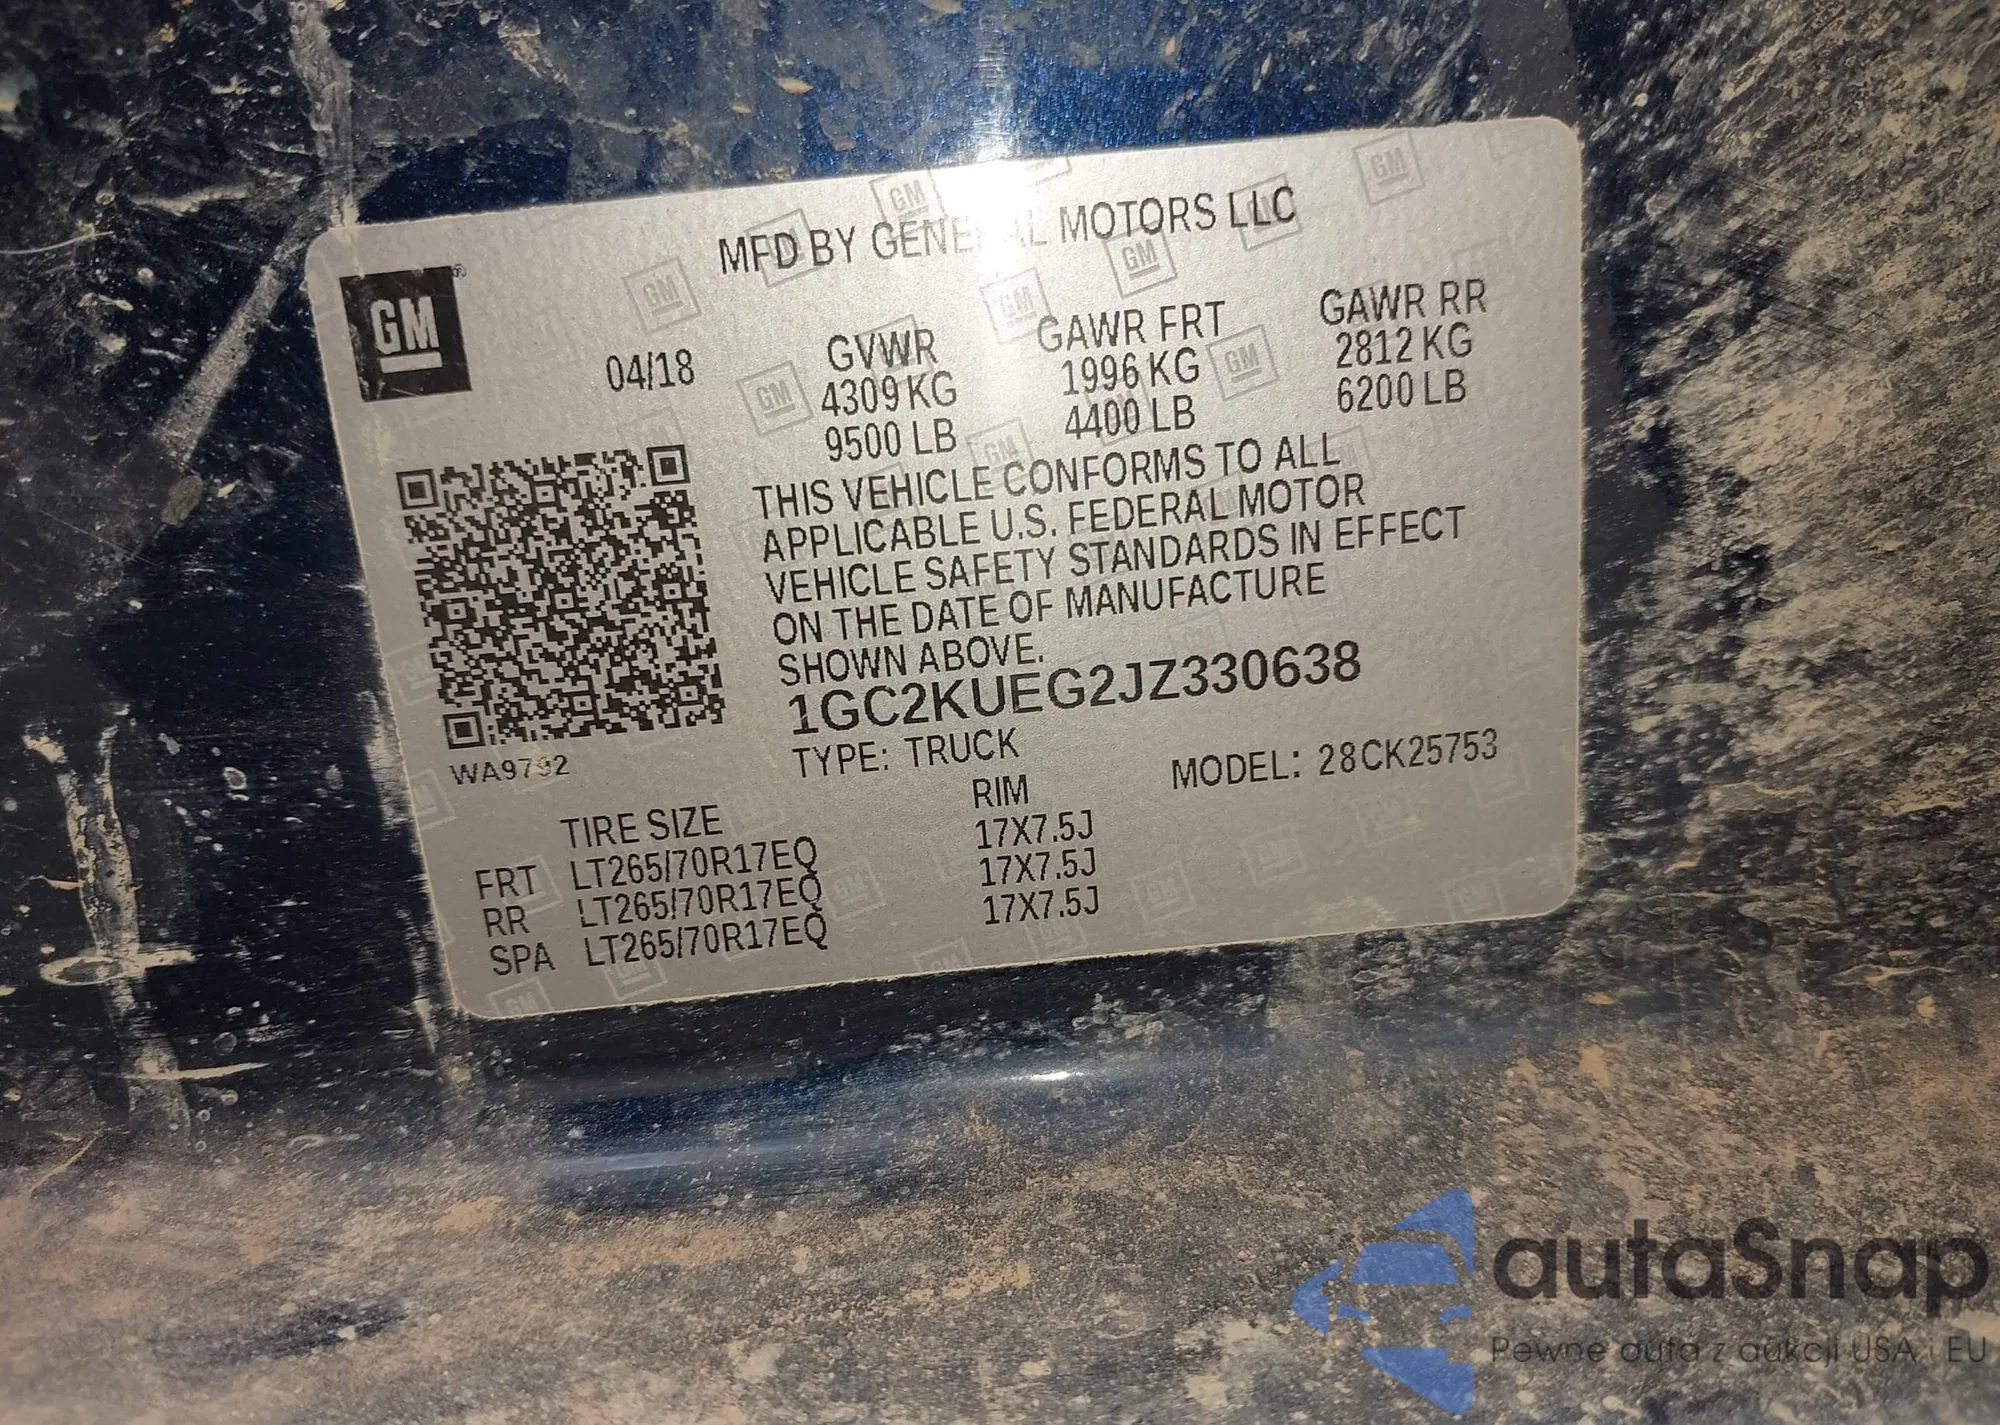 MFD BY GENERAL MOTORS LLC
GM®
04/18
GVWR GAWR FRT GAWR RR
4309 KG 1996 KG 2812 KG
9500 LB 4400 LB 6200 LB
THIS VEHICLE CONFORMS TO ALL
APPLICABLE U.S. FEDERAL MOTOR
VEHICLE SAFETY STANDARDS IN EFFECT
ON THE DATE OF MANUFACTURE
SHOWN ABOVE.
1GC2KUEG2JZ330638
WA9792
TYPE: TRUCK MODEL: 28CK25753
TIRE SIZE RIM
FRT LT265/70R17EQ 17X7.5J
RR LT265/70R17EQ 17X7.5J
SPA LT265/70R17EQ 17X7.5J
autaSnap
Pewne auta z aukcji USA i EU